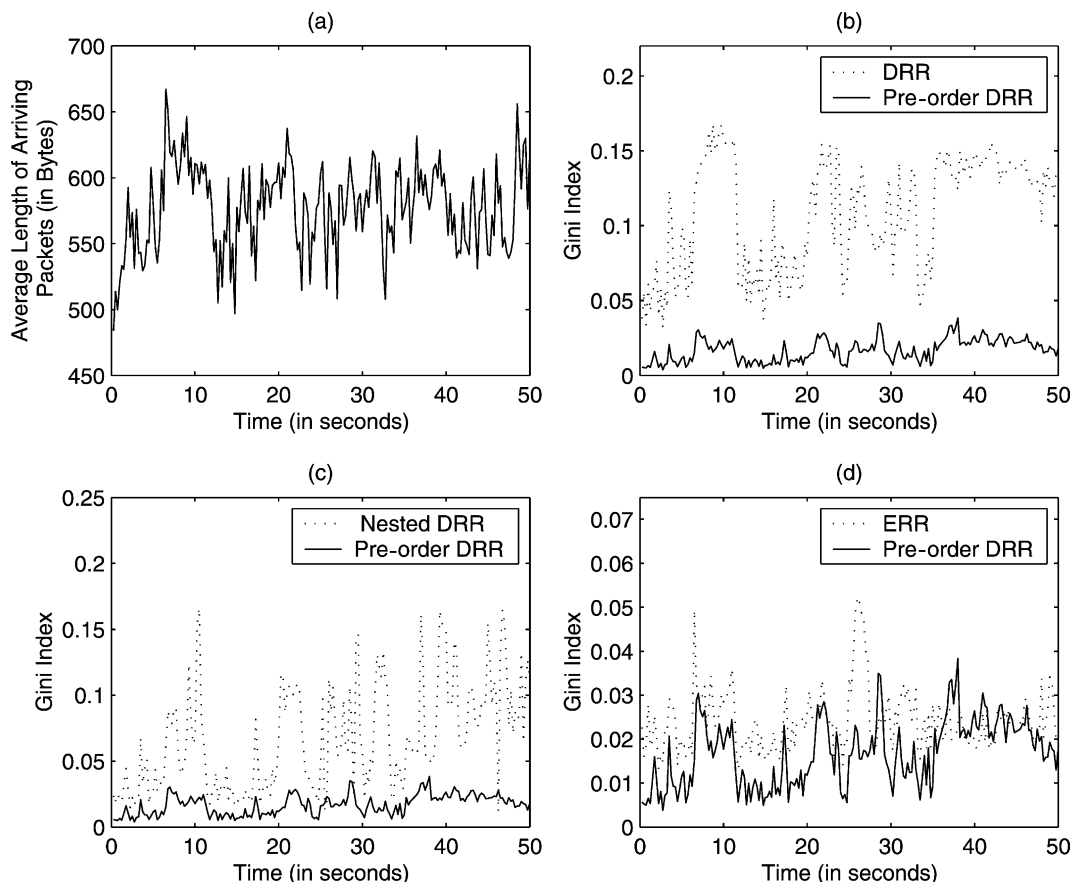 (a)
700
650
600
550
500
450
Average Length of Arriving
Packets (in Bytes)
0
10
20
30
40
50
Time (in seconds)
(b)
DRR
Pre-order DRR
0.2
0.15
0.1
0.05
0
Gini Index
0
10
20
30
40
50
Time (in seconds)
(c)
Nested DRR
Pre-order DRR
0.25
0.2
0.15
0.1
0.05
0
Gini Index
0
10
20
30
40
50
Time (in seconds)
(d)
ERR
Pre-order DRR
0.07
0.06
0.05
0.04
0.03
0.02
0.01
0
Gini Index
0
10
20
30
40
50
Time (in seconds)